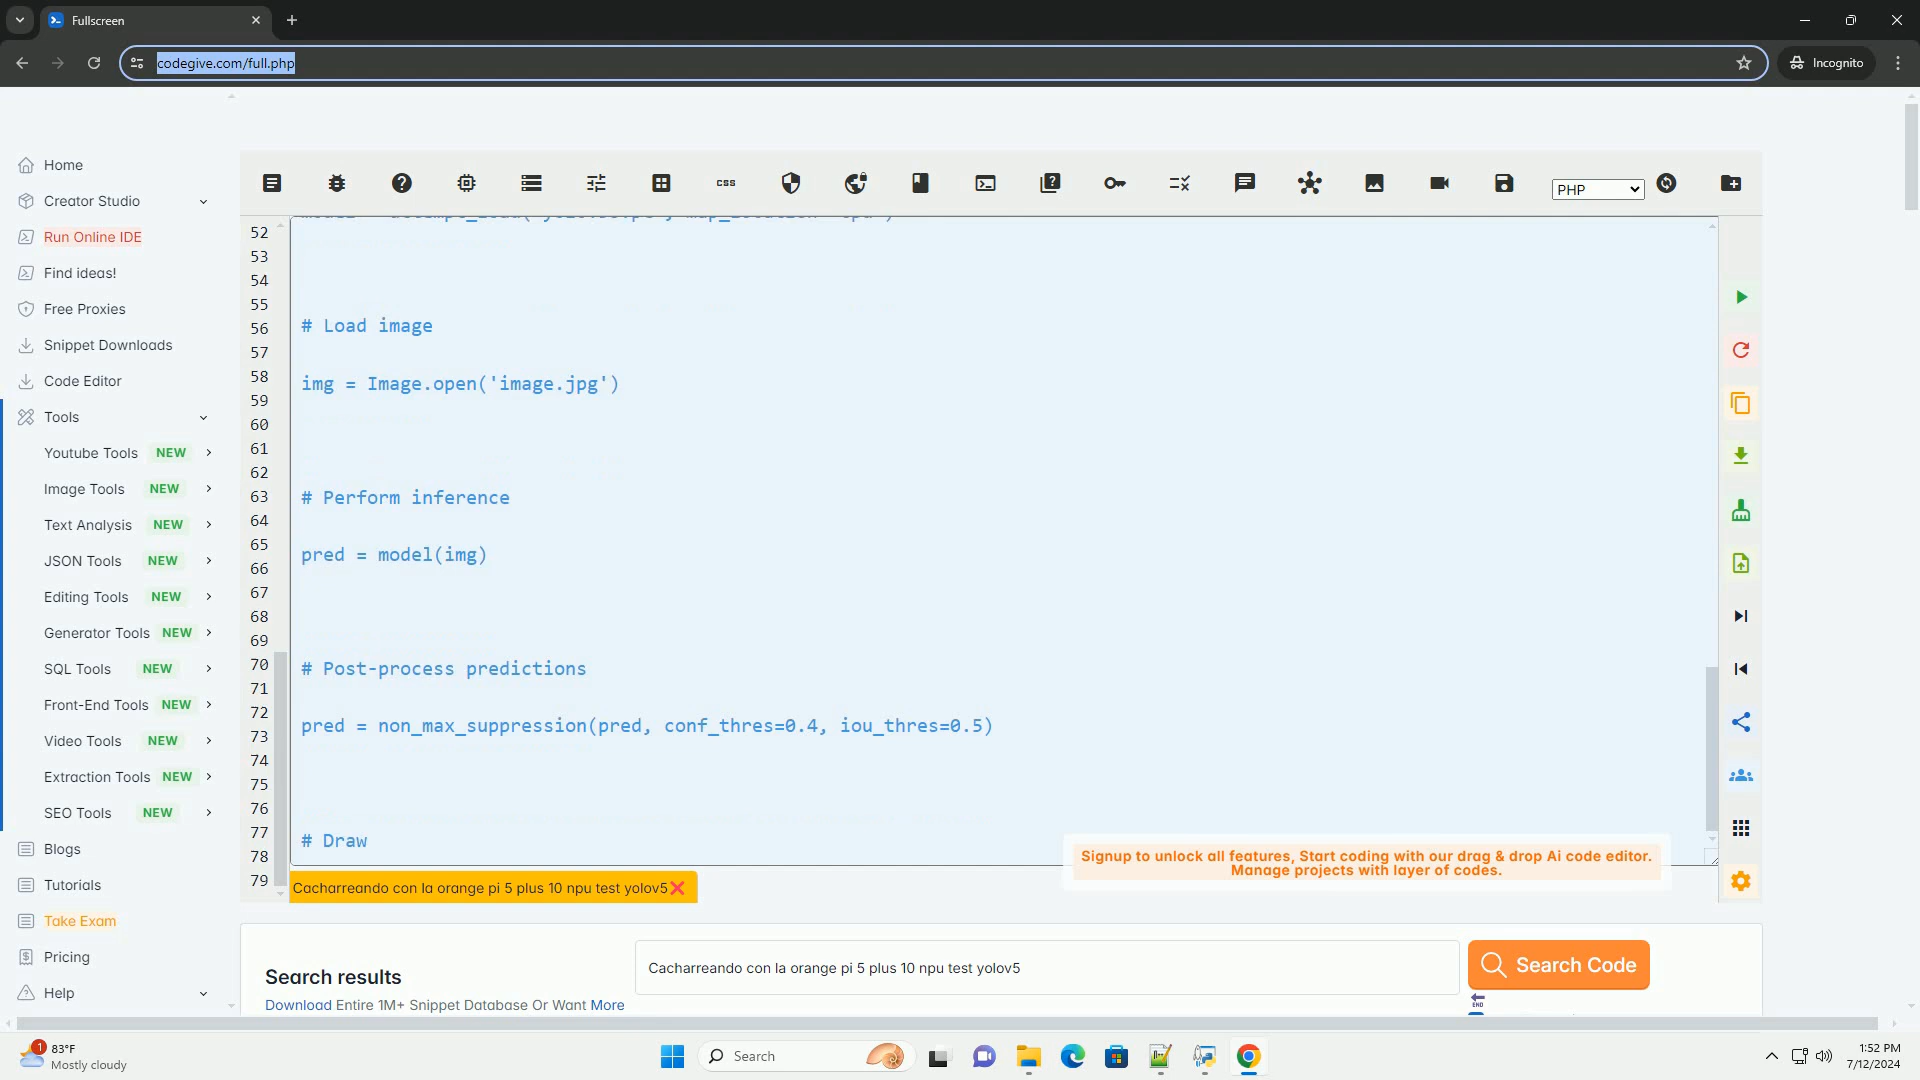 Fullscreen
codegive.com/full.php
Incognito
Home
Creator Studio
Run Online IDE
Find ideas!
Free Proxies
Snippet Downloads
Code Editor
Tools
Youtube Tools NEW
Image Tools NEW
Text Analysis NEW
JSON Tools NEW
Editing Tools NEW
Generator Tools NEW
SQL Tools NEW
Front-End Tools NEW
Video Tools NEW
Extraction Tools NEW
SEO Tools NEW
Blogs
Tutorials
Take Exam
Pricing
Help
css
PHP
52
53
54
55
56
57
58
59
60
61
62
63
64
65
66
67
68
69
70
71
72
73
74
75
76
77
78
79
# Load image
img = Image.open('image.jpg')
# Perform inference
pred = model(img)
# Post-process predictions
pred = non_max_suppression(pred, conf_thres=0.4, iou_thres=0.5)
# Draw
Signup to unlock all features, Start coding with our drag & drop Ai code editor.
Manage projects with layer of codes.
Cacharreando con la orange pi 5 plus 10 npu test yolov5
Search results
Download Entire 1M+ Snippet Database Or Want More
Cacharreando con la orange pi 5 plus 10 npu test yolov5
Search Code
END
1
83°F
Mostly cloudy
Search
1:52 PM
7/12/2024